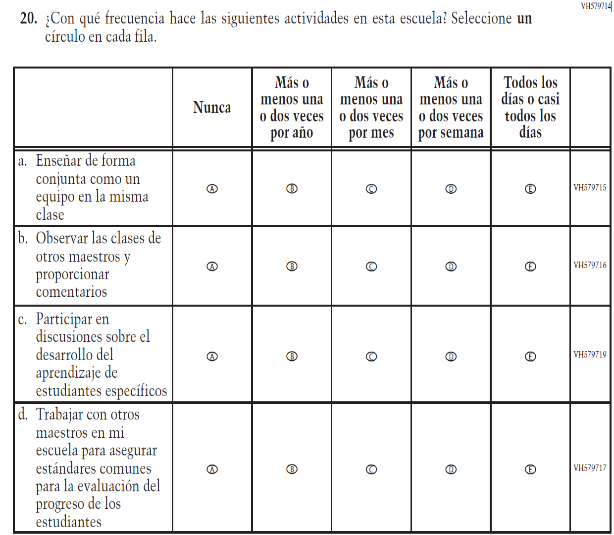 VH579714
20. ¿Con qué frecuencia hace las siguientes actividades en esta escuela? Seleccione un
círculo en cada fila.
Nunca
Más o
menos una
o dos veces
por año
Más o
menos una
o dos veces
por mes
Más o
menos una
o dos veces
por semana
Todos los
días o casi
todos los
días
a. Enseñar de forma
conjunta como un
equipo en la misma
clase
A B C D E VH579715
b. Observar las clases de
otros maestros y
proporcionar
comentarios
A B C D E VH579716
c. Participar en
discusiones sobre el
desarrollo del
aprendizaje de
estudiantes específicos
A B C D E VH579719
d. Trabajar con otros
maestros en mi
escuela para asegurar
estándares comunes
para la evaluación del
progreso de los
estudiantes
A B C D E VH579717